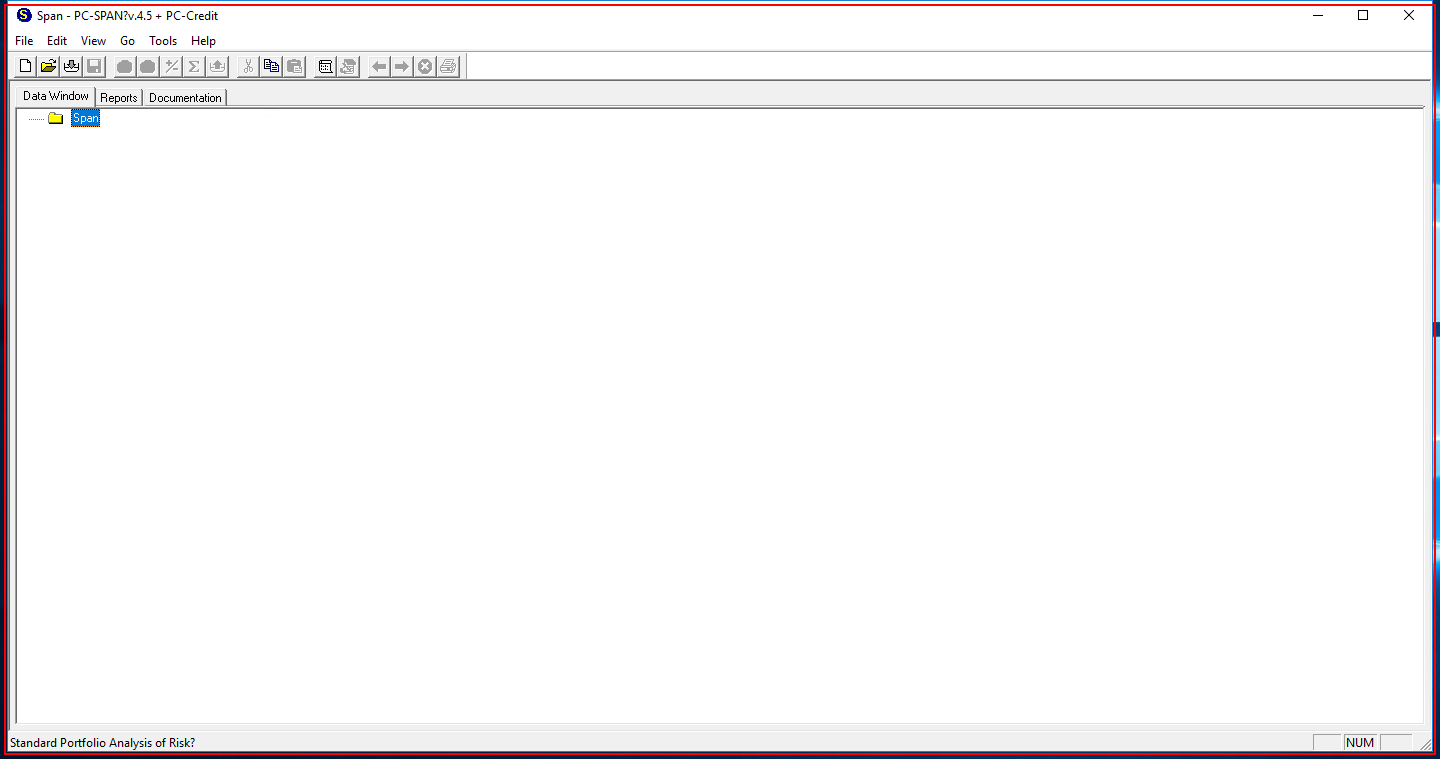 Span - PC-SPAN?v.4.5 + PC-Credit
File Edit View Go Tools Help
Data Window Reports Documentation
Span
Standard Portfolio Analysis of Risk?
NUM